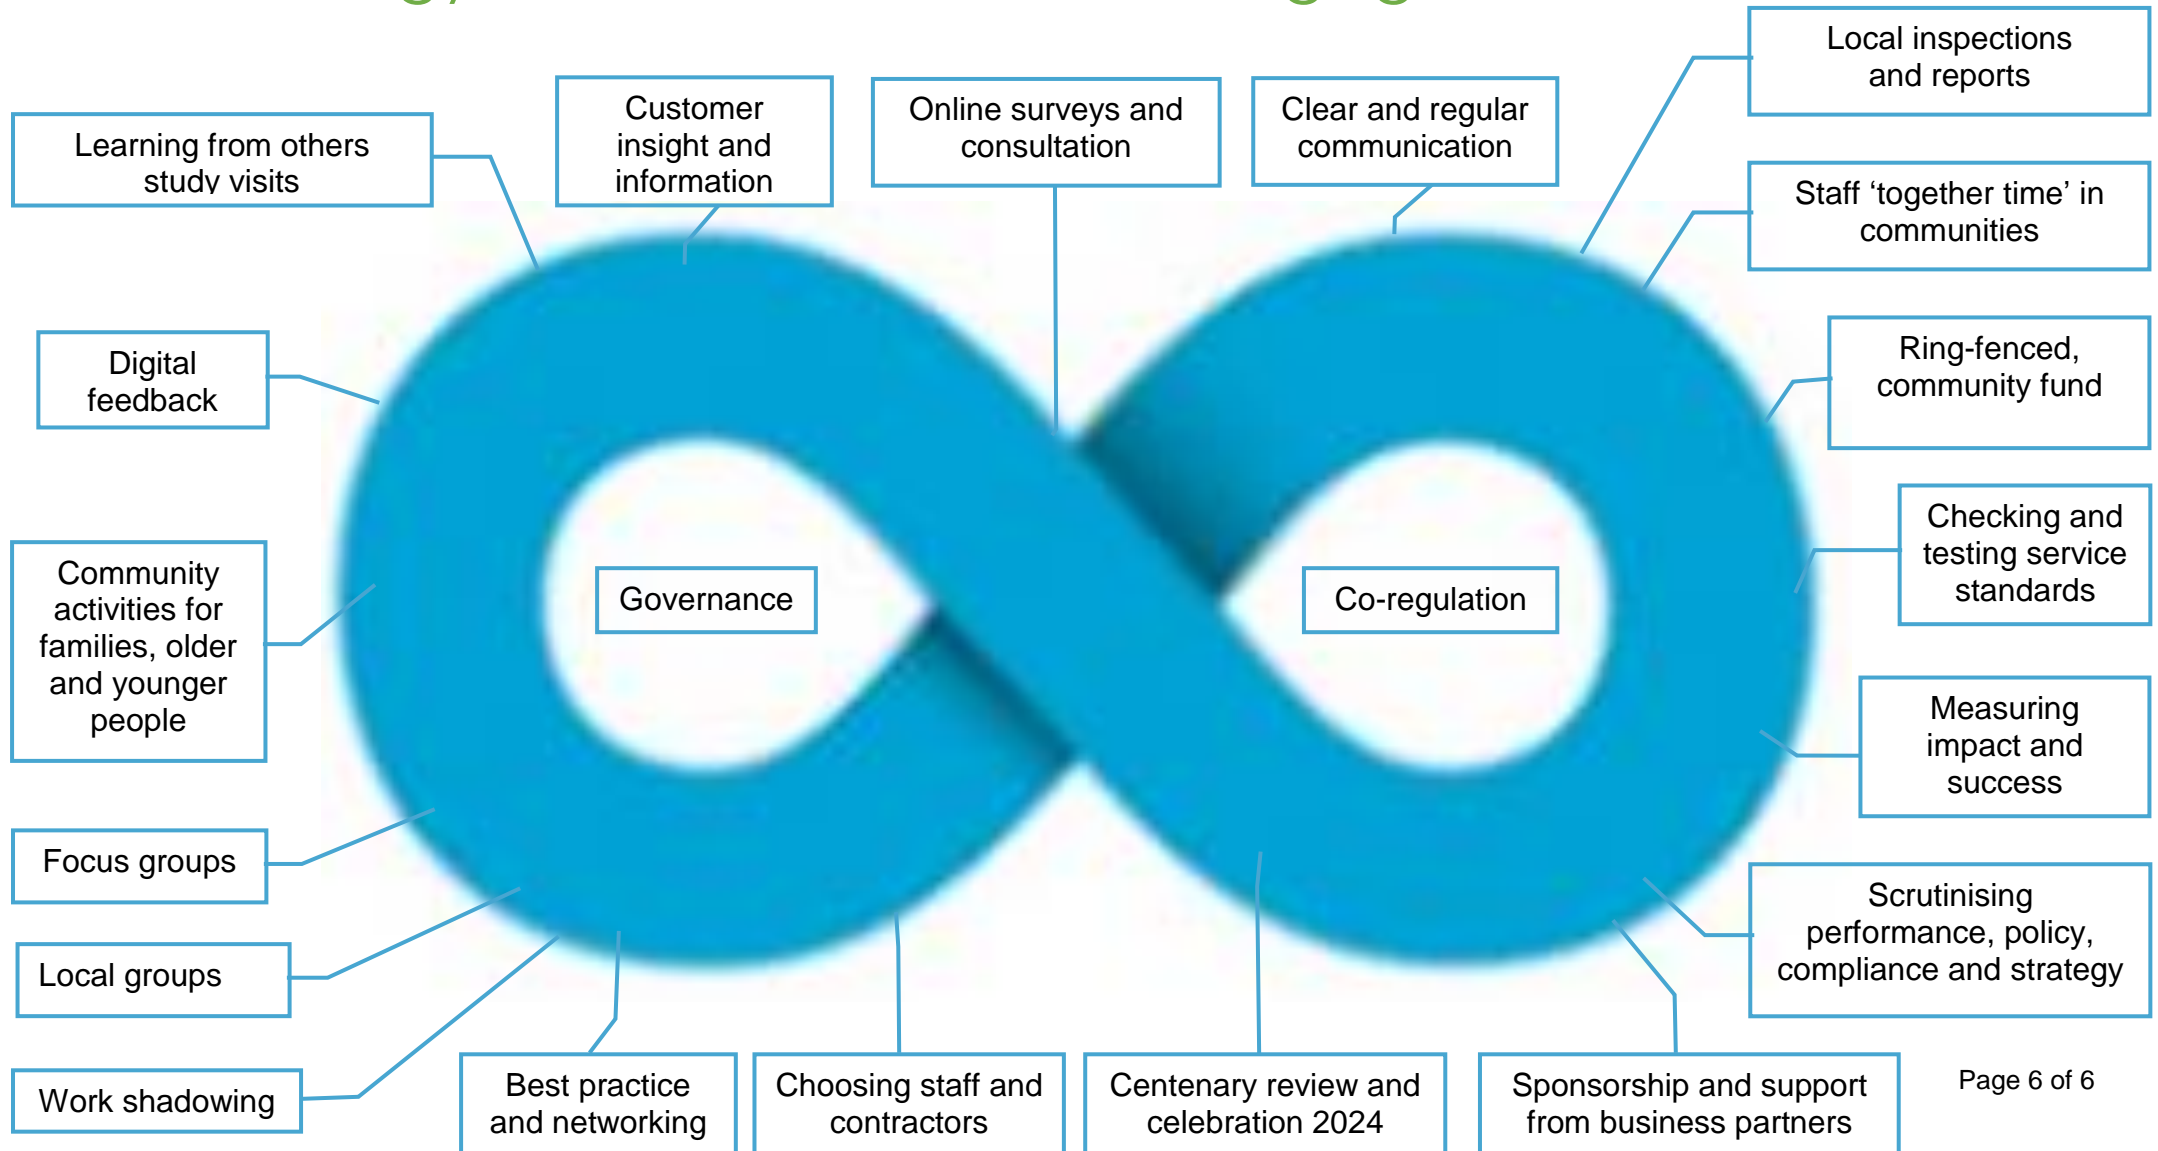 Local inspections
and reports
Customer
insight and
information
Online surveys and
consultation
Clear and regular
communication
Learning from others
study visits
Staff ‘together time’ in
communities
Digital
feedback
Ring-fenced,
community fund
Checking and
testing service
standards
Community
activities for
families, older
and younger
people
Governance
Co-regulation
Measuring
impact and
success
Focus groups
Scrutinising
performance, policy,
compliance and strategy
Local groups
Work shadowing
Best practice
and networking
Choosing staff and
contractors
Centenary review and
celebration 2024
Sponsorship and support
from business partners
Page 6 of 6